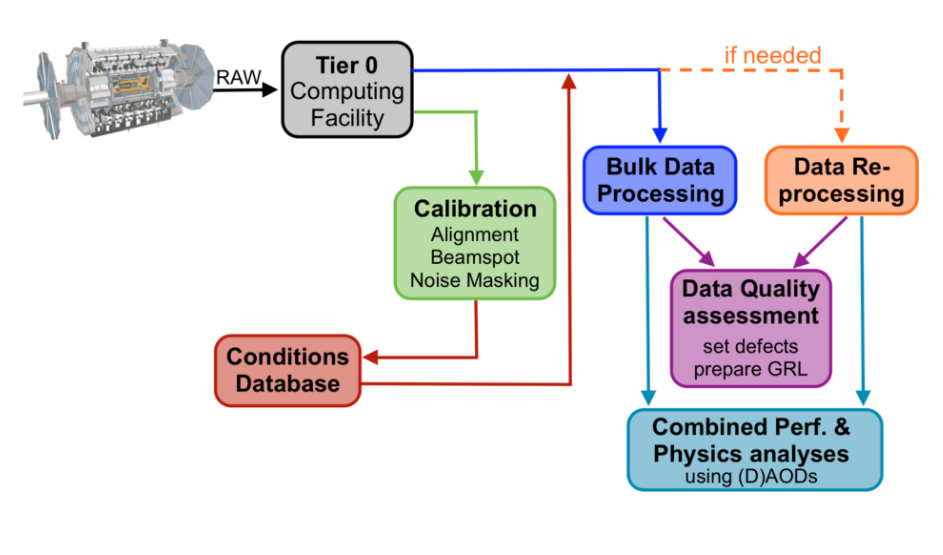 RAW
Tier 0
Computing
Facility
if needed
Bulk Data
Processing
Data Re-
processing
Calibration
Alignment
Beamspot
Noise Masking
Data Quality
assessment
set defects
prepare GRL
Conditions
Database
Combined Perf. &
Physics analyses
using (D)AODs